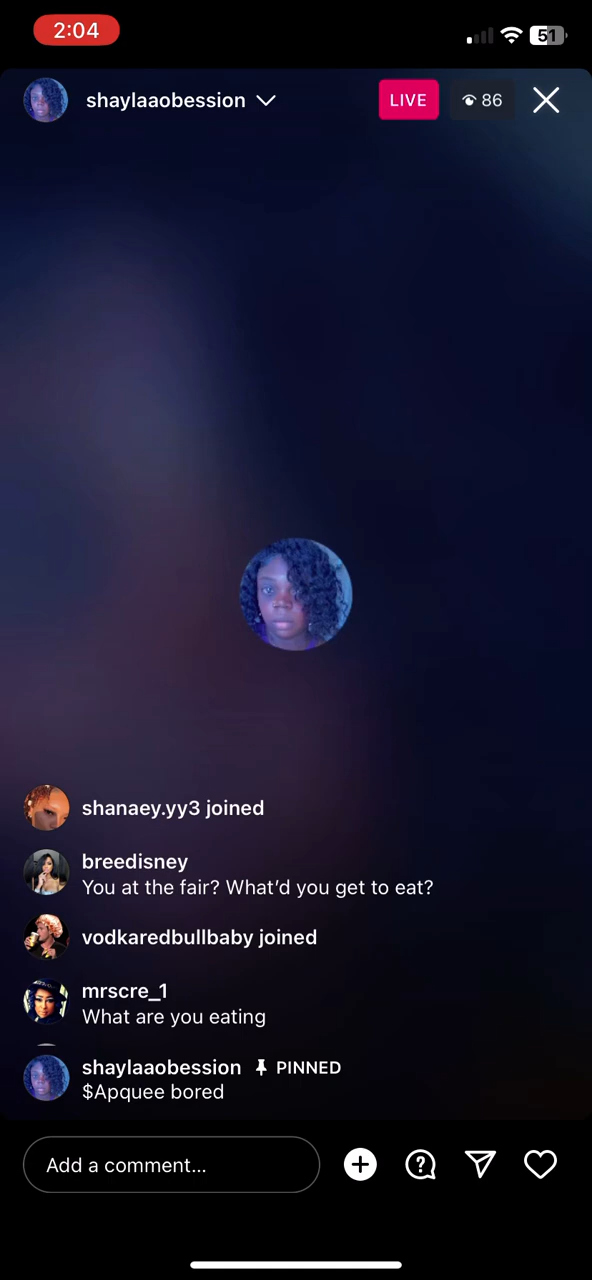 2:04
51
shaylaaobession
LIVE
86
shanaey.yy3 joined
breedisney
You at the fair? What'd you get to eat?
vodkaredbullbaby joined
mrscre_1
What are you eating
shaylaaobession PINNED
$Apquee bored
Add a comment...